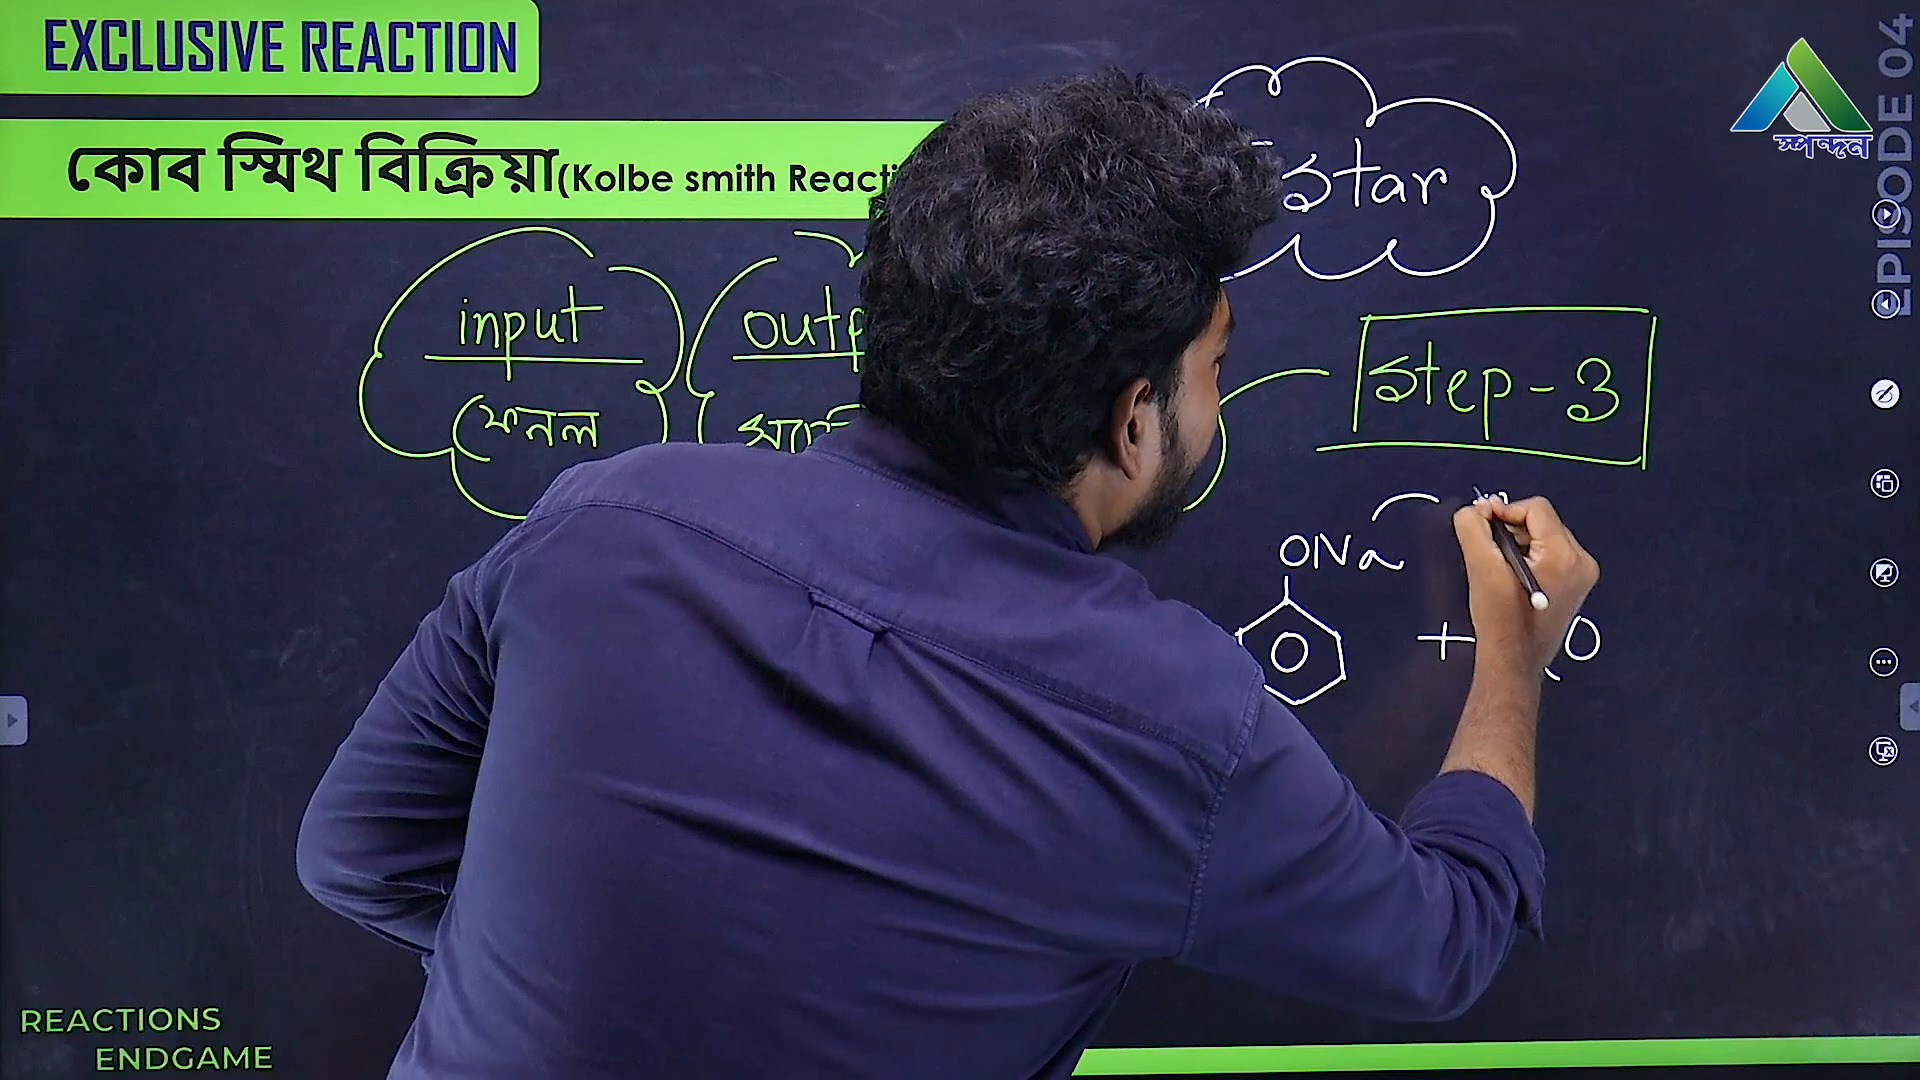 EXCLUSIVE REACTION
কোব স্মিথ বিক্রিয়া(Kolbe smith Reacti
star
input
outp
ফেনল
step-3
ONa
+
O
O
স্পন্দন
EPISODE 04
REACTIONS
ENDGAME